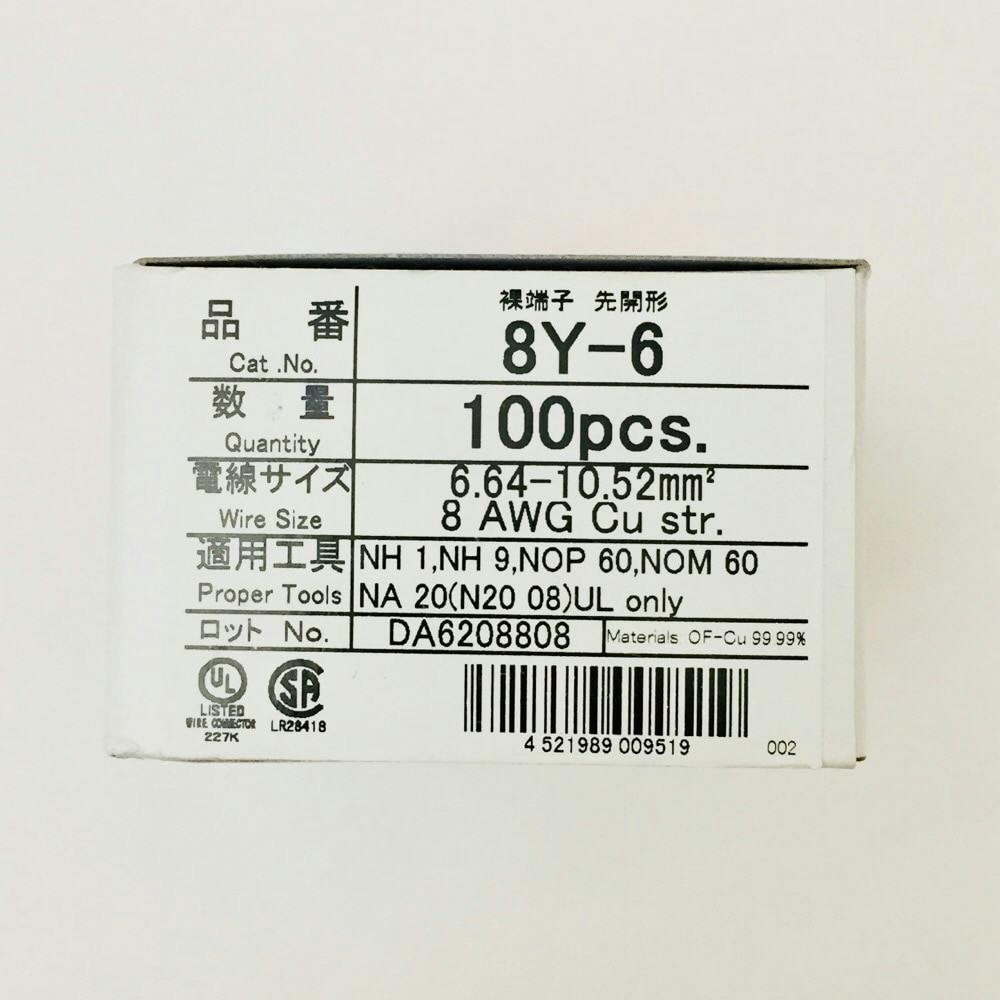 裸端子 先開形
品 番 8Y-6
Cat .No.
数 量 100pcs.
Quantity
電線サイズ 6.64-10.52mm²
Wire Size 8 AWG Cu str.
適用工具 NH 1,NH 9,NOP 60,NOM 60
Proper Tools NA 20(N20 08)UL only
ロット No. DA6208808 Materials. OF-Cu 99.99%
UL SA
LISTED
WIRE CONNECTOR LR28418
227K
4 521989 009519 002